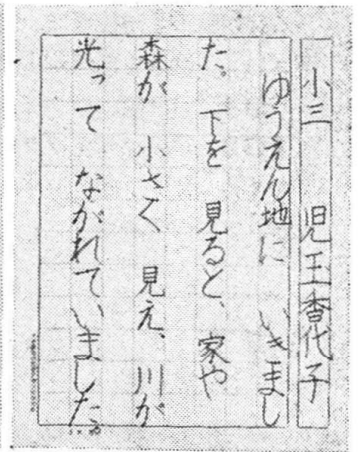 小三 児玉香代子
ゆうえん地に いきまし
た。下を 見ると、家や
森が 小さく 見え、川が
光って ながれていました。